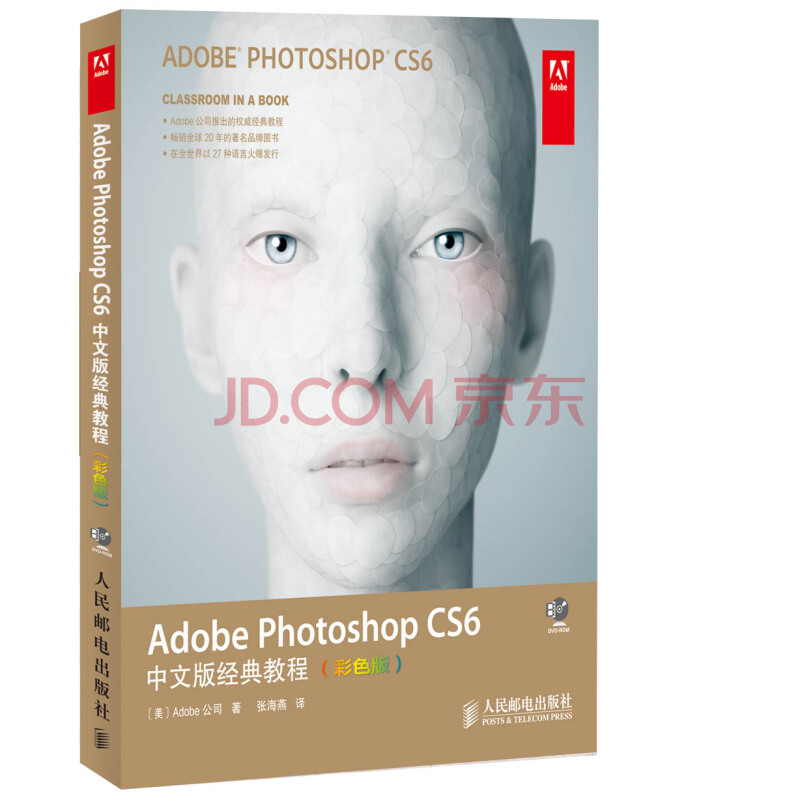 Adobe
Adobe Photoshop CS6 中文版经典教程（彩色版）
DVD-ROM
人民邮电出版社
ADOBE® PHOTOSHOP® CS6
Adobe
CLASSROOM IN A BOOK
• Adobe 公司推出的权威经典教程
• 畅销全球 20 年的著名品牌图书
• 在全世界以 27 种语言火爆发行
JD.COM 京东
Adobe Photoshop CS6
中文版经典教程（彩色版）
DVD-ROM
〔美〕Adobe 公司 著 张海燕 译
人民邮电出版社
POSTS & TELECOM PRESS